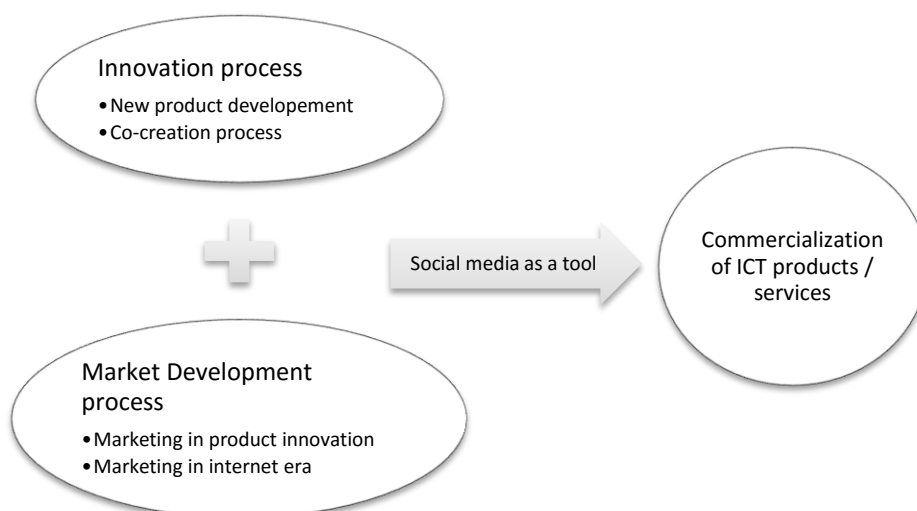 Innovation process
•New product developement
•Co-creation process
Social media as a tool
Commercialization
of ICT products /
services
Market Development
process
•Marketing in product innovation
•Marketing in internet era